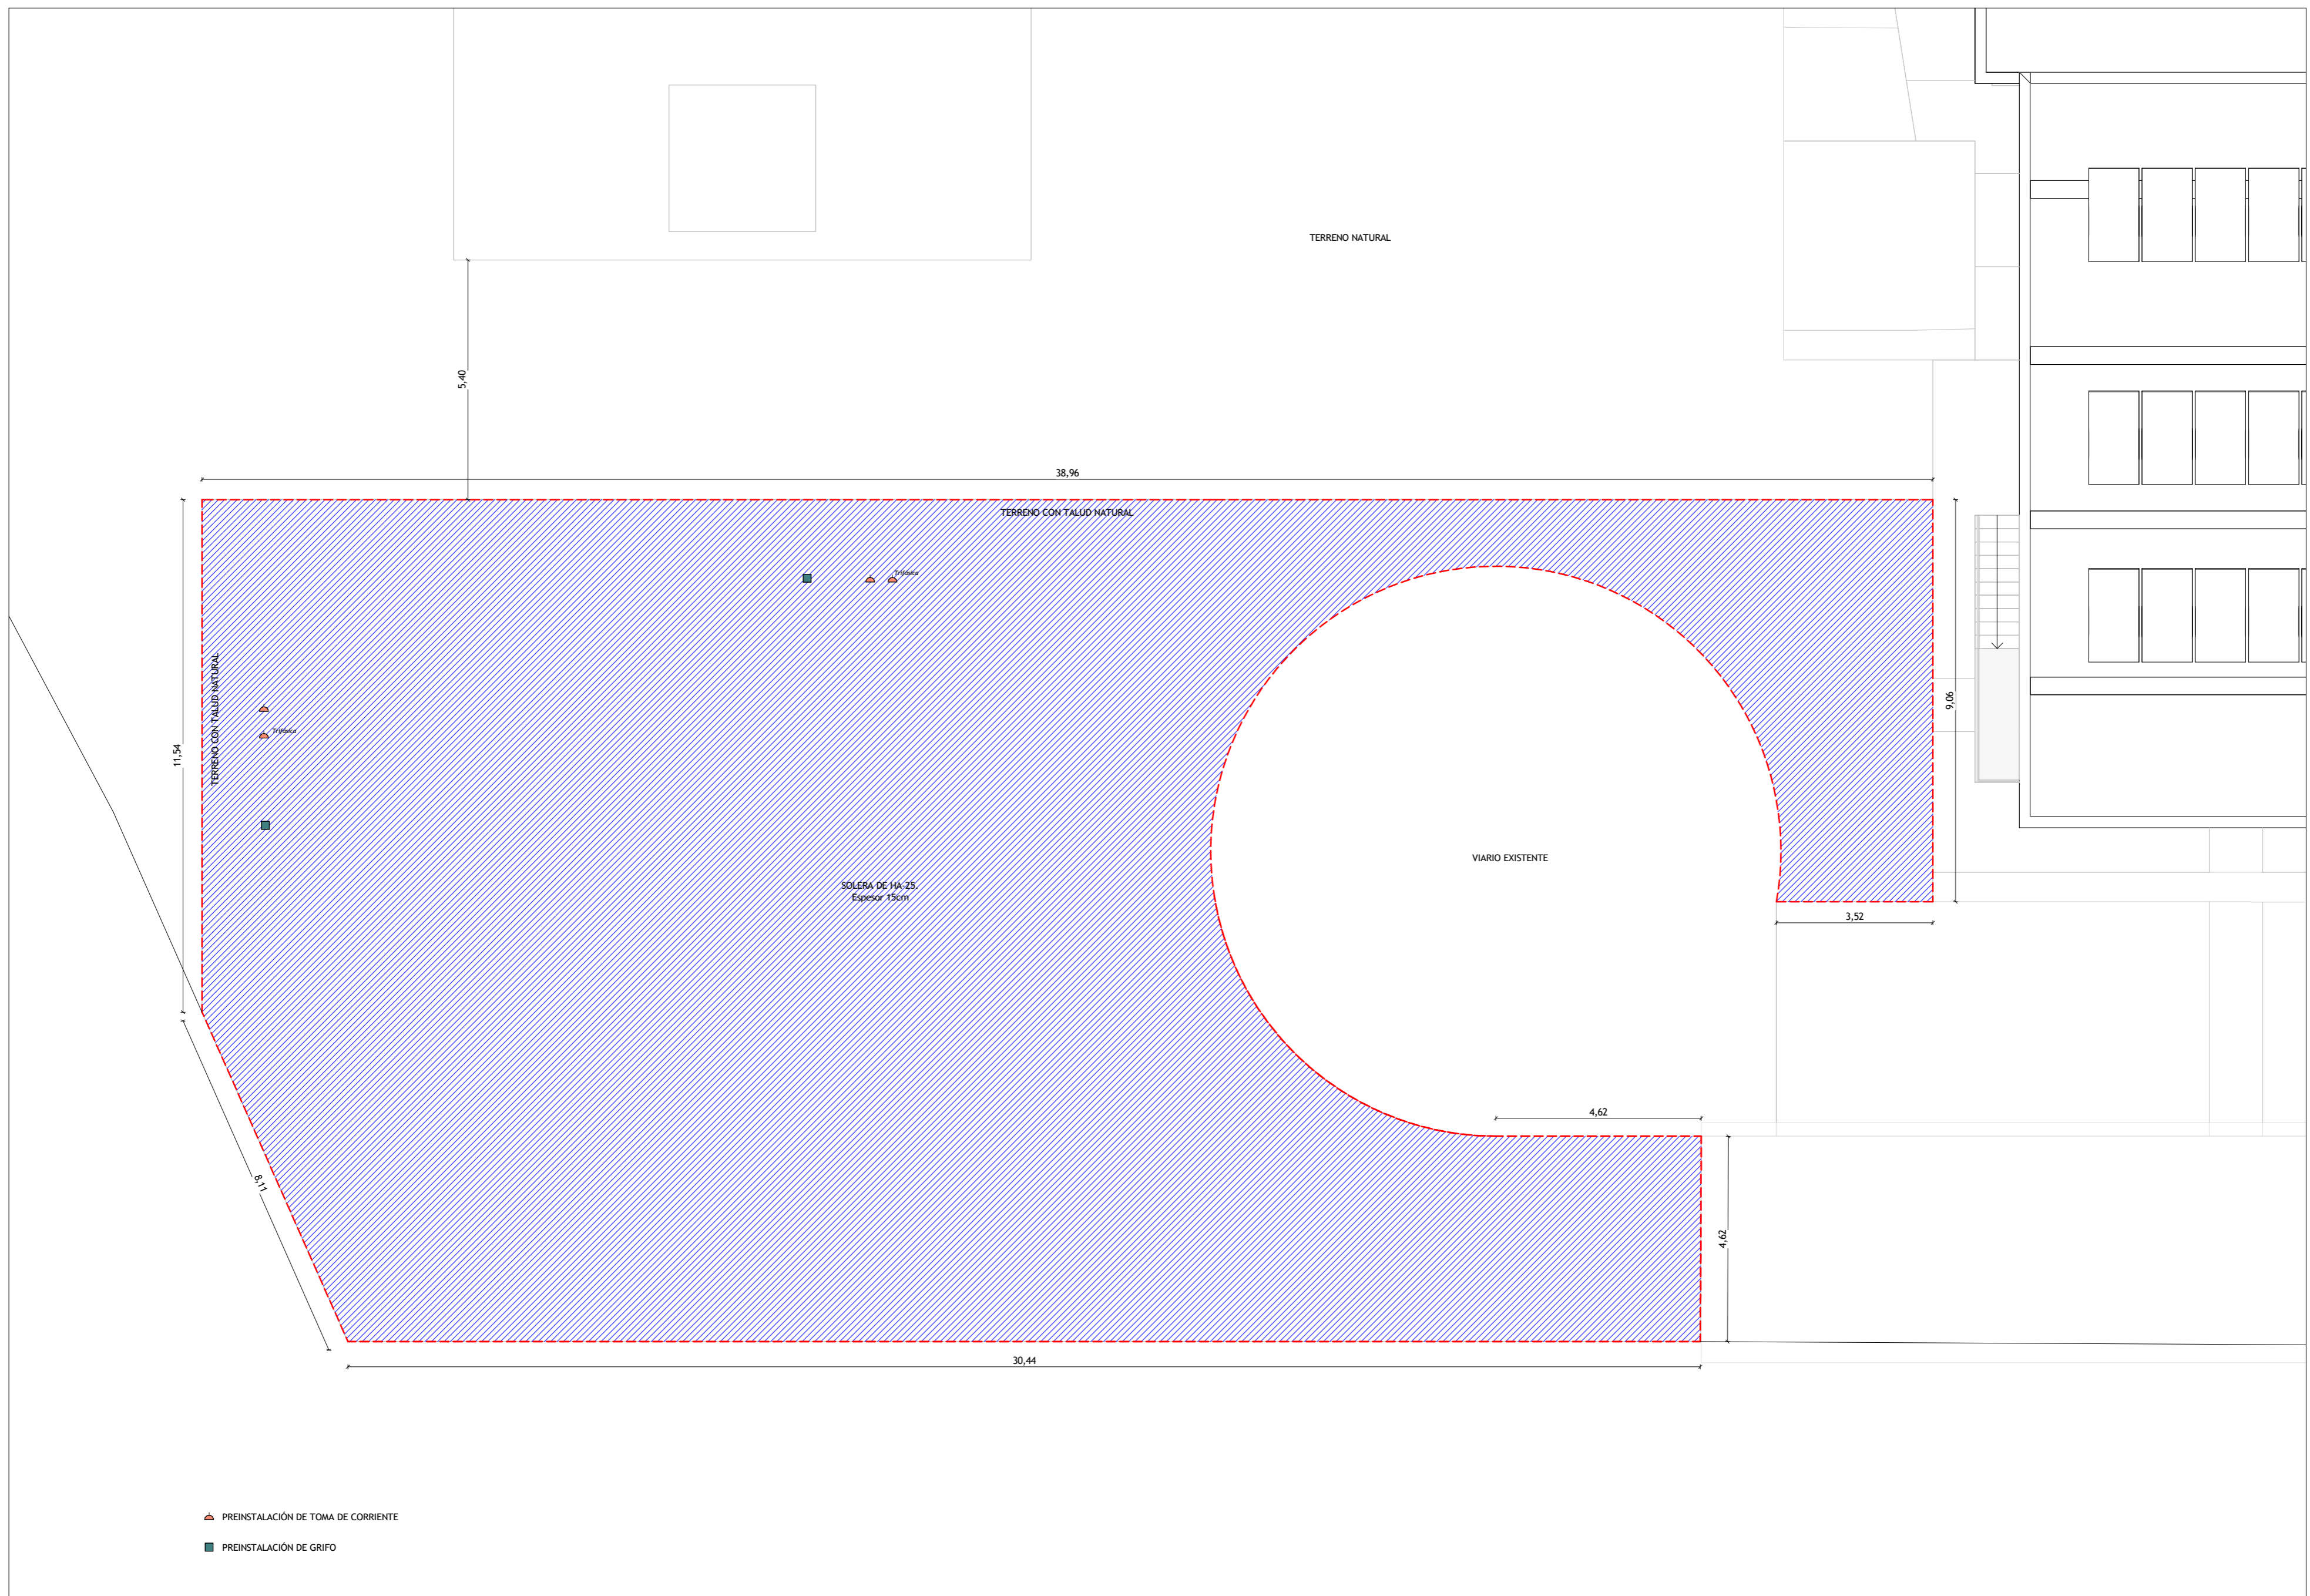 TERRENO NATURAL
5,40
38,96
TERRENO CON TALUD NATURAL
Trifásica
TERRENO CON TALUD NATURAL
Trifásica
11,54
9,06
VIARIO EXISTENTE
SOLERA DE HA-25.
Espesor 15cm
3,52
4,62
8,11
4,62
30,44
PREINSTALACIÓN DE TOMA DE CORRIENTE
PREINSTALACIÓN DE GRIFO